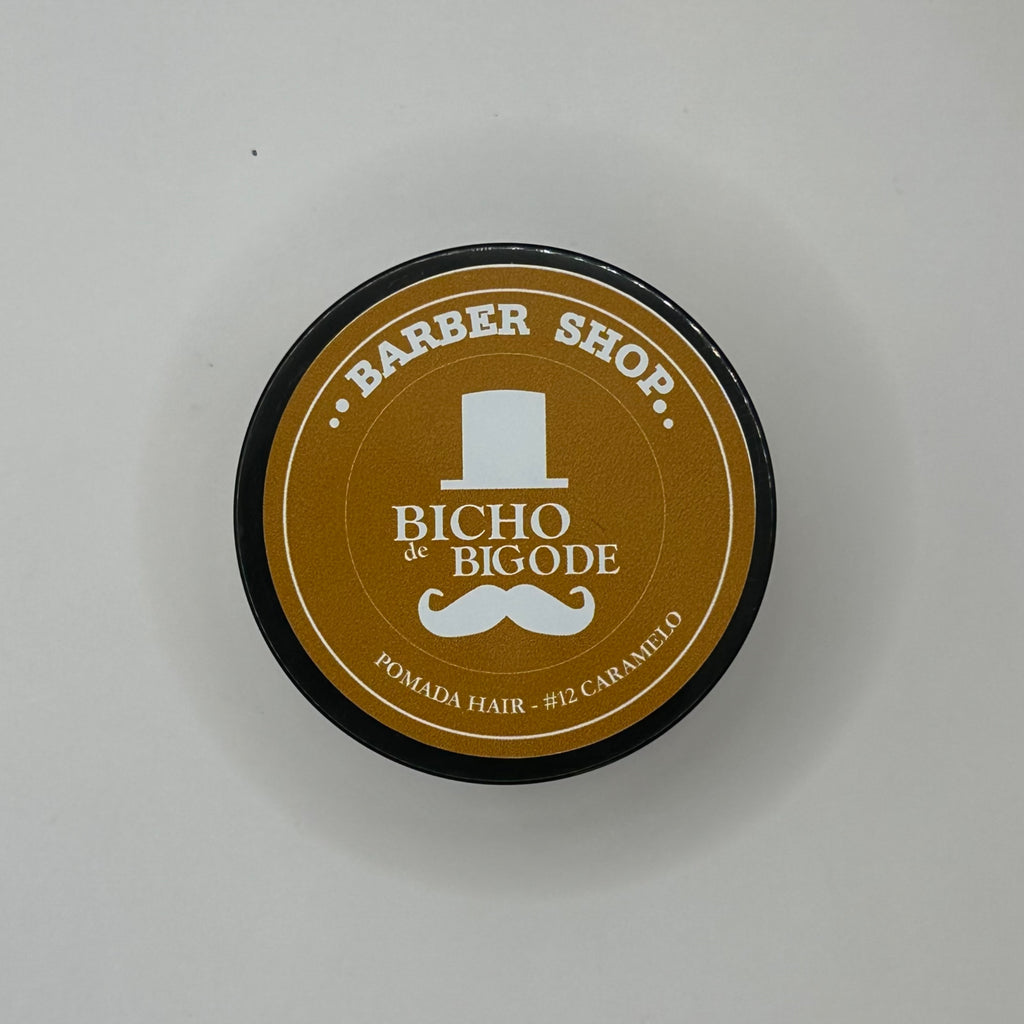 BARBER SHOP
BICHO
de BIGODE
POMADA HAIR - #12 CARAMELO